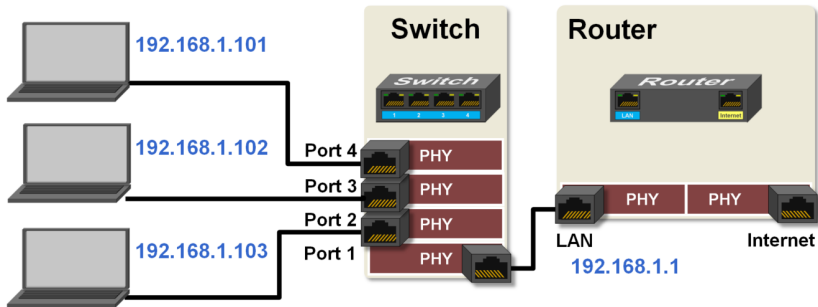 Switch
Router
192.168.1.101
Switch
1 2 3 4
Router
LAN
Internet
192.168.1.102
Port 4
PHY
Port 3
PHY
Port 2
PHY
192.168.1.103
Port 1
PHY
PHY
PHY
LAN
Internet
192.168.1.1